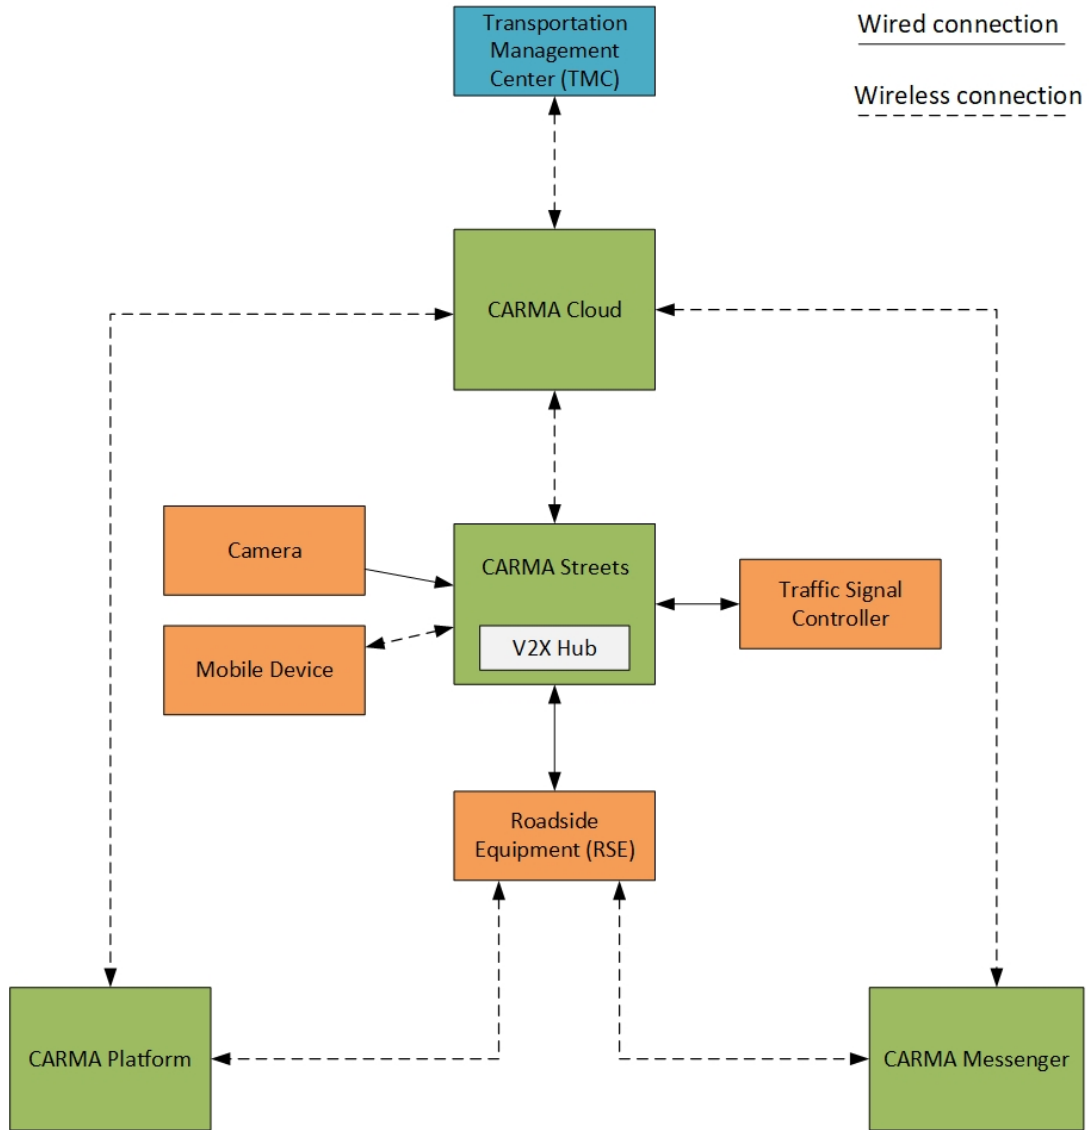 Transportation
Management
Center (TMC)
Wired connection
Wireless connection
CARMA Cloud
Camera
CARMA Streets
Traffic Signal
Controller
Mobile Device
V2X Hub
Roadside
Equipment (RSE)
CARMA Platform
CARMA Messenger